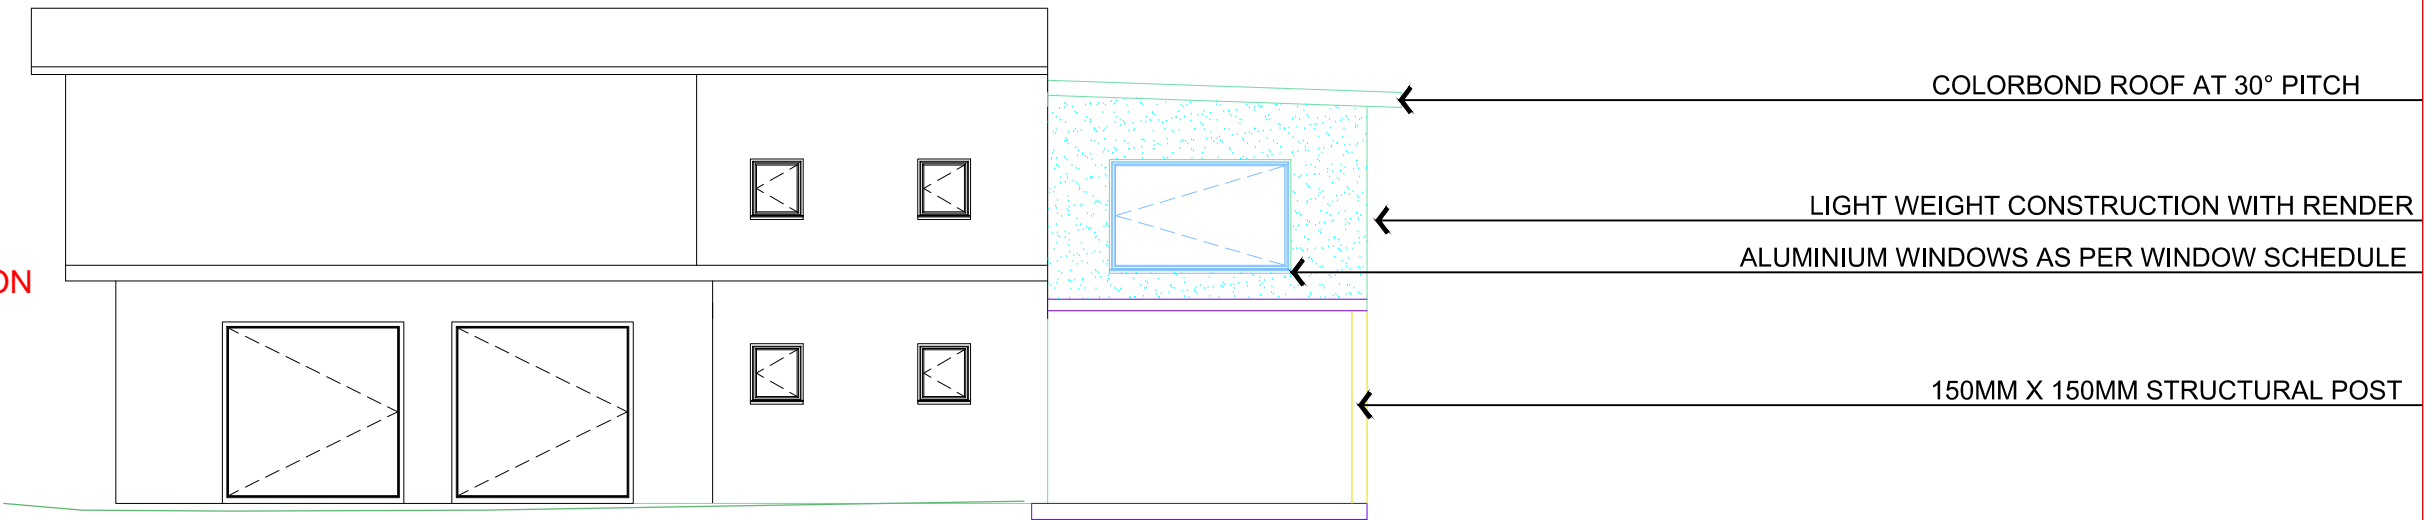 COLORBOND ROOF AT 30° PITCH
LIGHT WEIGHT CONSTRUCTION WITH RENDER
ALUMINIUM WINDOWS AS PER WINDOW SCHEDULE
ON
150MM X 150MM STRUCTURAL POST